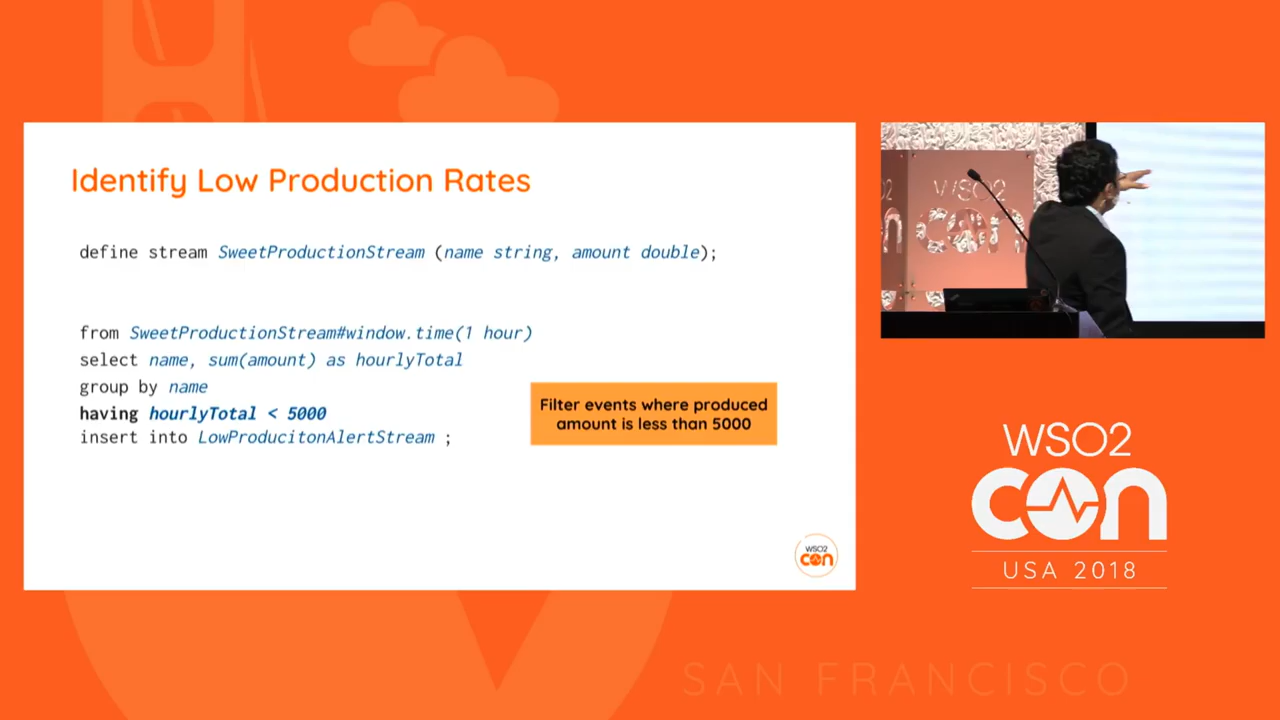 Identify Low Production Rates
define stream SweetProductionStream (name string, amount double);
from SweetProductionStream#window.time(1 hour)
select name, sum(amount) as hourlyTotal
group by name
having hourlyTotal < 5000
insert into LowProducitonAlertStream ;
Filter events where produced
amount is less than 5000
WSO2
con
WSO2
con
WSO2
con
USA 2018
SAN FRANCISCO